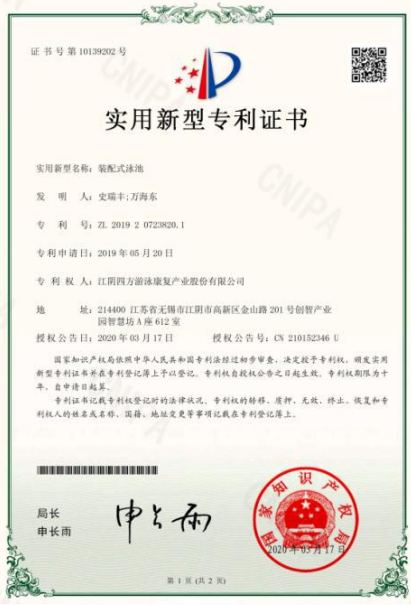 证书号第10139202号
CNIPA
实用新型专利证书
实用新型名称：装配式泳池
发 明 人：史瑞丰;万海东
专 利 号：ZL 2019 2 0723820.1
专利申请日：2019年05月20日
专 利 权 人：江阴四方游泳康复产业股份有限公司
地 址：214400 江苏省无锡市江阴市高新区金山路201号创智产业
园智慧坊A座612室
授权公告日：2020年03月17日 授权公告号：CN 210152346 U
国家知识产权局依照中华人民共和国专利法经过初步审查，决定授予专利权，颁发实用
新型专利证书并在专利登记簿上予以登记。专利权自授权公告之日起生效。专利权期限为十
年，自申请日起算。
专利证书记载专利权登记时的法律状况。专利权的转移、质押、无效、终止、恢复和专
利权人的姓名或名称、国籍、地址变更等事项记载在专利登记簿上。
局长
申长雨
申长雨
国家知识产权局
2020年03月17日
第 1 页 (共 2 页)